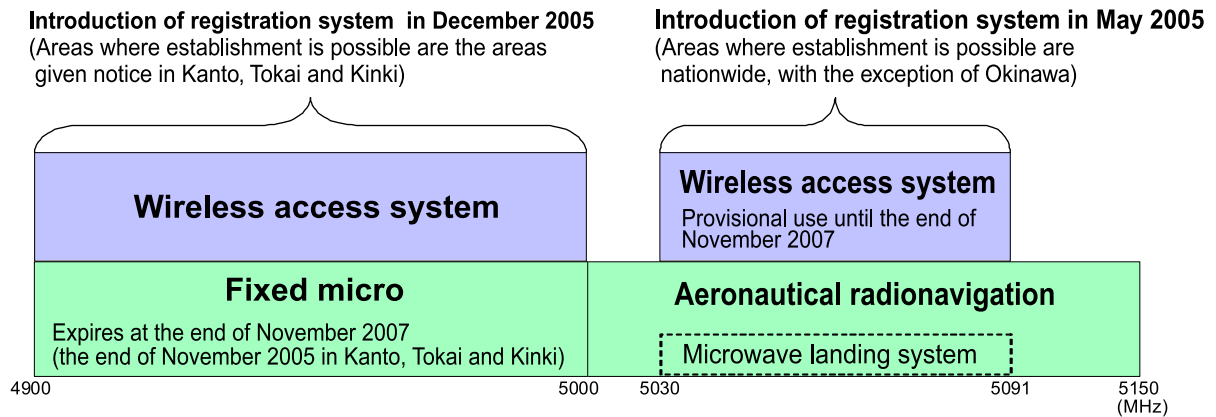 Introduction of registration system in December 2005
(Areas where establishment is possible are the areas
given notice in Kanto, Tokai and Kinki)
Introduction of registration system in May 2005
(Areas where establishment is possible are
nationwide, with the exception of Okinawa)
Wireless access system
Wireless access system
Provisional use until the end of
November 2007
Fixed micro
Expires at the end of November 2007
(the end of November 2005 in Kanto, Tokai and Kinki)
Aeronautical radionavigation
Microwave landing system
4900
5000
5030
5091
5150
(MHz)